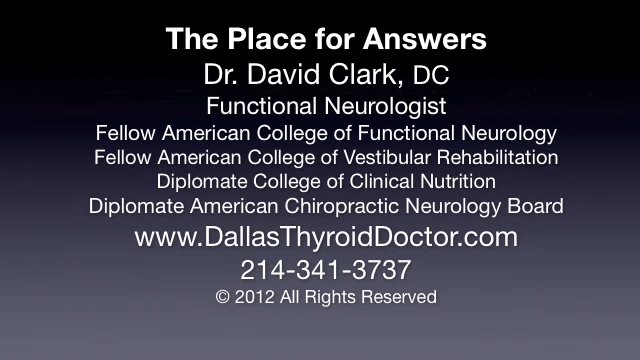 The Place for Answers
Dr. David Clark, DC
Functional Neurologist
Fellow American College of Functional Neurology
Fellow American College of Vestibular Rehabilitation
Diplomate College of Clinical Nutrition
Diplomate American Chiropractic Neurology Board
www.DallasThyroidDoctor.com
214-341-3737
© 2012 All Rights Reserved